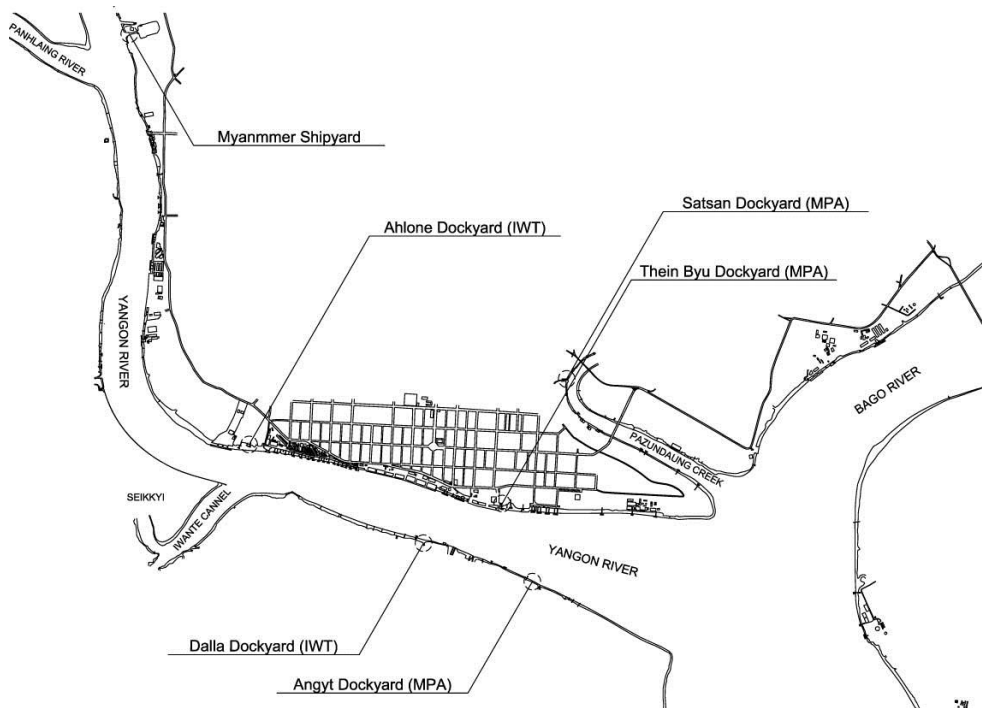 PANHLAING RIVER
Myanmmer Shipyard
Satsan Dockyard (MPA)
Ahlone Dockyard (IWT)
Thein Byu Dockyard (MPA)
YANGON RIVER
BAGO RIVER
PAZUNDAUNG CREEK
SEIKKYI
IWANTE CANNEL
YANGON RIVER
Dalla Dockyard (IWT)
Angyt Dockyard (MPA)